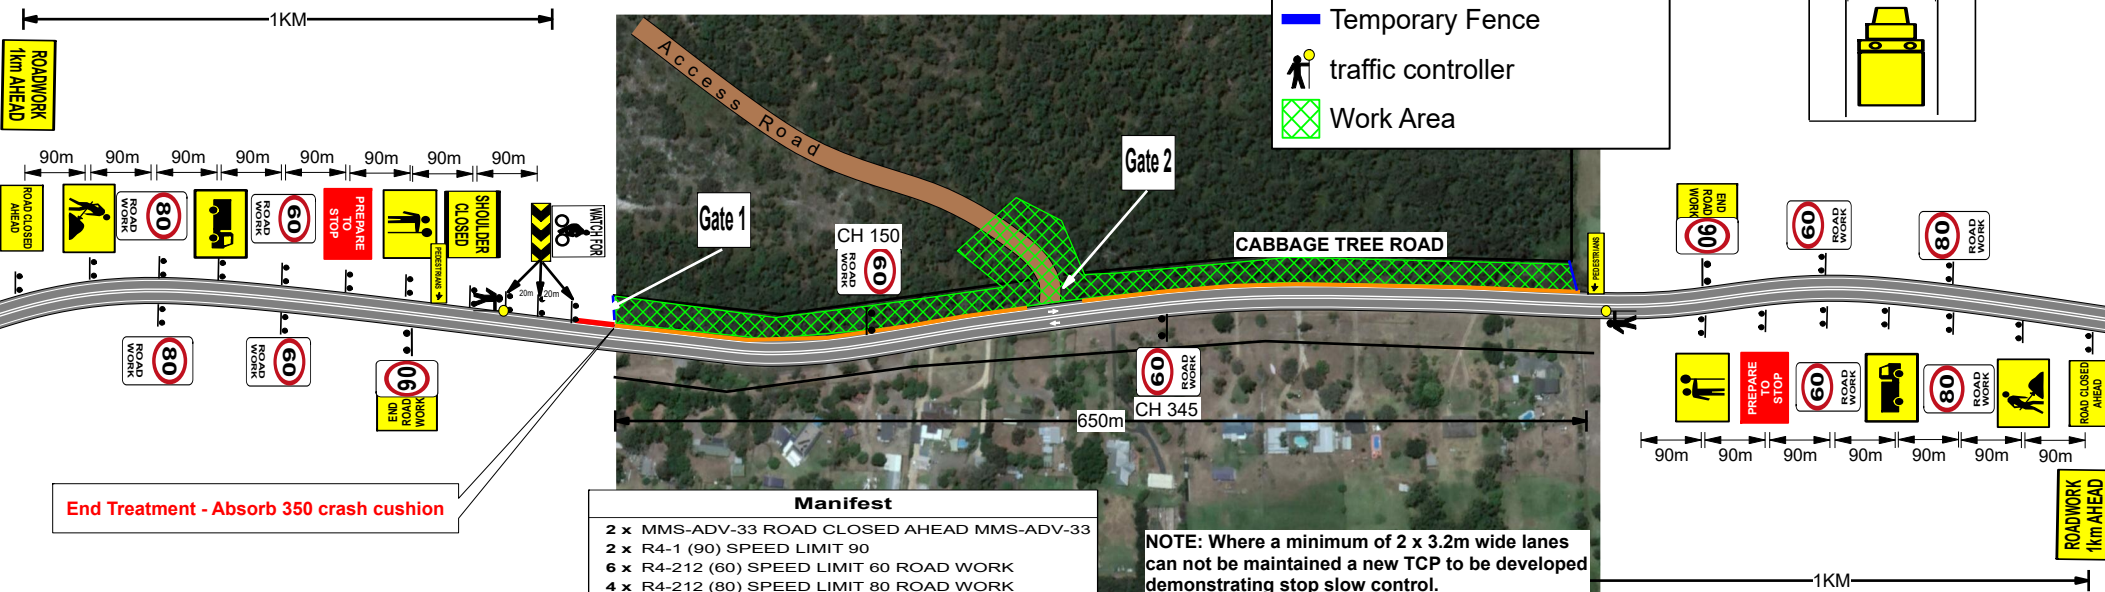 1KM
ROADWORK
1km AHEAD
90m 90m 90m 90m 90m 90m 90m 90m
ROAD CLOSED
AHEAD
80
ROAD
WORK
60
ROAD
WORK
PREPARE
TO
STOP
PEDESTRIANS
SHOULDER
CLOSED
WATCH FOR
20m 20m
80
ROAD
WORK
60
ROAD
WORK
90
END
ROAD
WORK
End Treatment - Absorb 350 crash cushion
Access Road
Gate 1
Gate 2
CH 150
60
ROAD
WORK
CABBAGE TREE ROAD
60
ROAD
WORK
CH 345
650m
Temporary Fence
traffic controller
Work Area
Manifest
2 x MMS-ADV-33 ROAD CLOSED AHEAD MMS-ADV-33
2 x R4-1 (90) SPEED LIMIT 90
6 x R4-212 (60) SPEED LIMIT 60 ROAD WORK
4 x R4-212 (80) SPEED LIMIT 80 ROAD WORK
NOTE: Where a minimum of 2 x 3.2m wide lanes
can not be maintained a new TCP to be developed
demonstrating stop slow control.
PEDESTRIANS
END
ROAD
WORK
90
60
ROAD
WORK
80
ROAD
WORK
PREPARE
TO
STOP
60
ROAD
WORK
80
ROAD
WORK
ROAD CLOSED
AHEAD
90m 90m 90m 90m 90m 90m 90m
ROADWORK
1km AHEAD
1KM